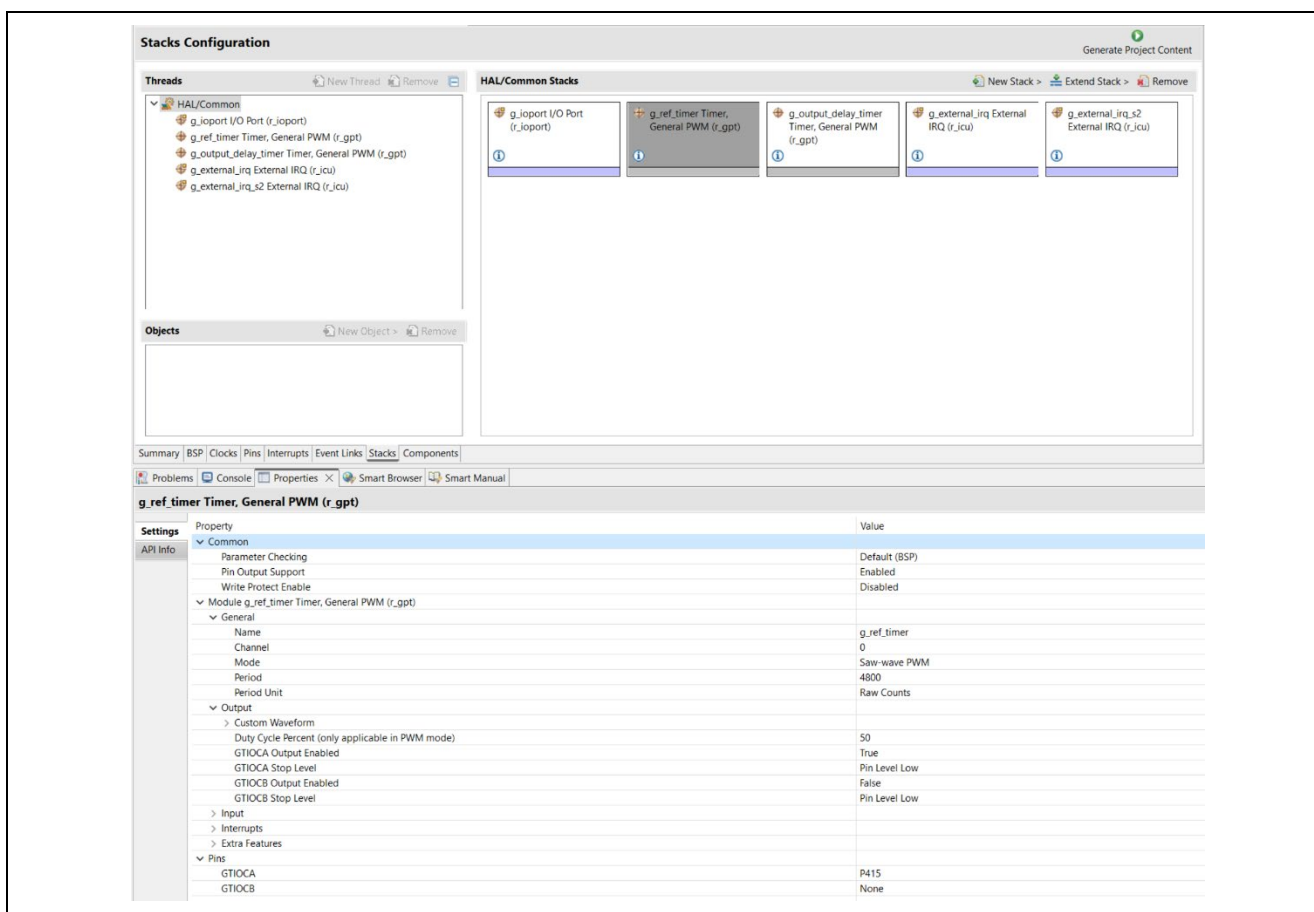 Stacks Configuration
Generate Project Content
Threads
New Thread
Remove
HAL/Common
g_ioport I/O Port (r_ioport)
g_ref_timer Timer, General PWM (r_gpt)
g_output_delay_timer Timer, General PWM (r_gpt)
g_external_irq External IRQ (r_icu)
g_external_irq_s2 External IRQ (r_icu)
Objects
New Object >
Remove
HAL/Common Stacks
New Stack >
Extend Stack >
Remove
g_ioport I/O Port
(r_ioport)
g_ref_timer Timer,
General PWM (r_gpt)
g_output_delay_timer
Timer, General PWM
(r_gpt)
g_external_irq External
IRQ (r_icu)
g_external_irq_s2
External IRQ (r_icu)
Summary BSP Clocks Pins Interrupts Event Links Stacks Components
Problems Console Properties Smart Browser Smart Manual
g_ref_timer Timer, General PWM (r_gpt)
Settings
API Info
Property Value
Common
Parameter Checking Default (BSP)
Pin Output Support Enabled
Write Protect Enable Disabled
Module g_ref_timer Timer, General PWM (r_gpt)
General
Name g_ref_timer
Channel 0
Mode Saw-wave PWM
Period 4800
Period Unit Raw Counts
Output
Custom Waveform
Duty Cycle Percent (only applicable in PWM mode) 50
GTIOCA Output Enabled True
GTIOCA Stop Level Pin Level Low
GTIOCB Output Enabled False
GTIOCB Stop Level Pin Level Low
Input
Interrupts
Extra Features
Pins
GTIOCA P415
GTIOCB None